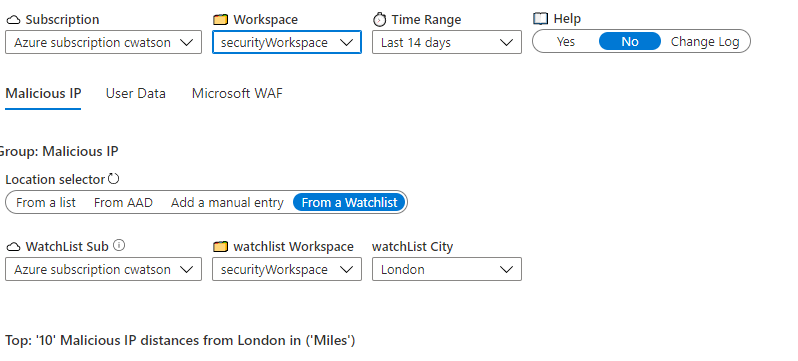 Subscription Workspace Time Range Help
Azure subscription cwatson securityWorkspace Last 14 days Yes No Change Log
Malicious IP User Data Microsoft WAF
Group: Malicious IP
Location selector
From a list From AAD Add a manual entry From a Watchlist
WatchList Sub watchlist Workspace watchList City
Azure subscription cwatson securityWorkspace London
Top: '10' Malicious IP distances from London in ('Miles')